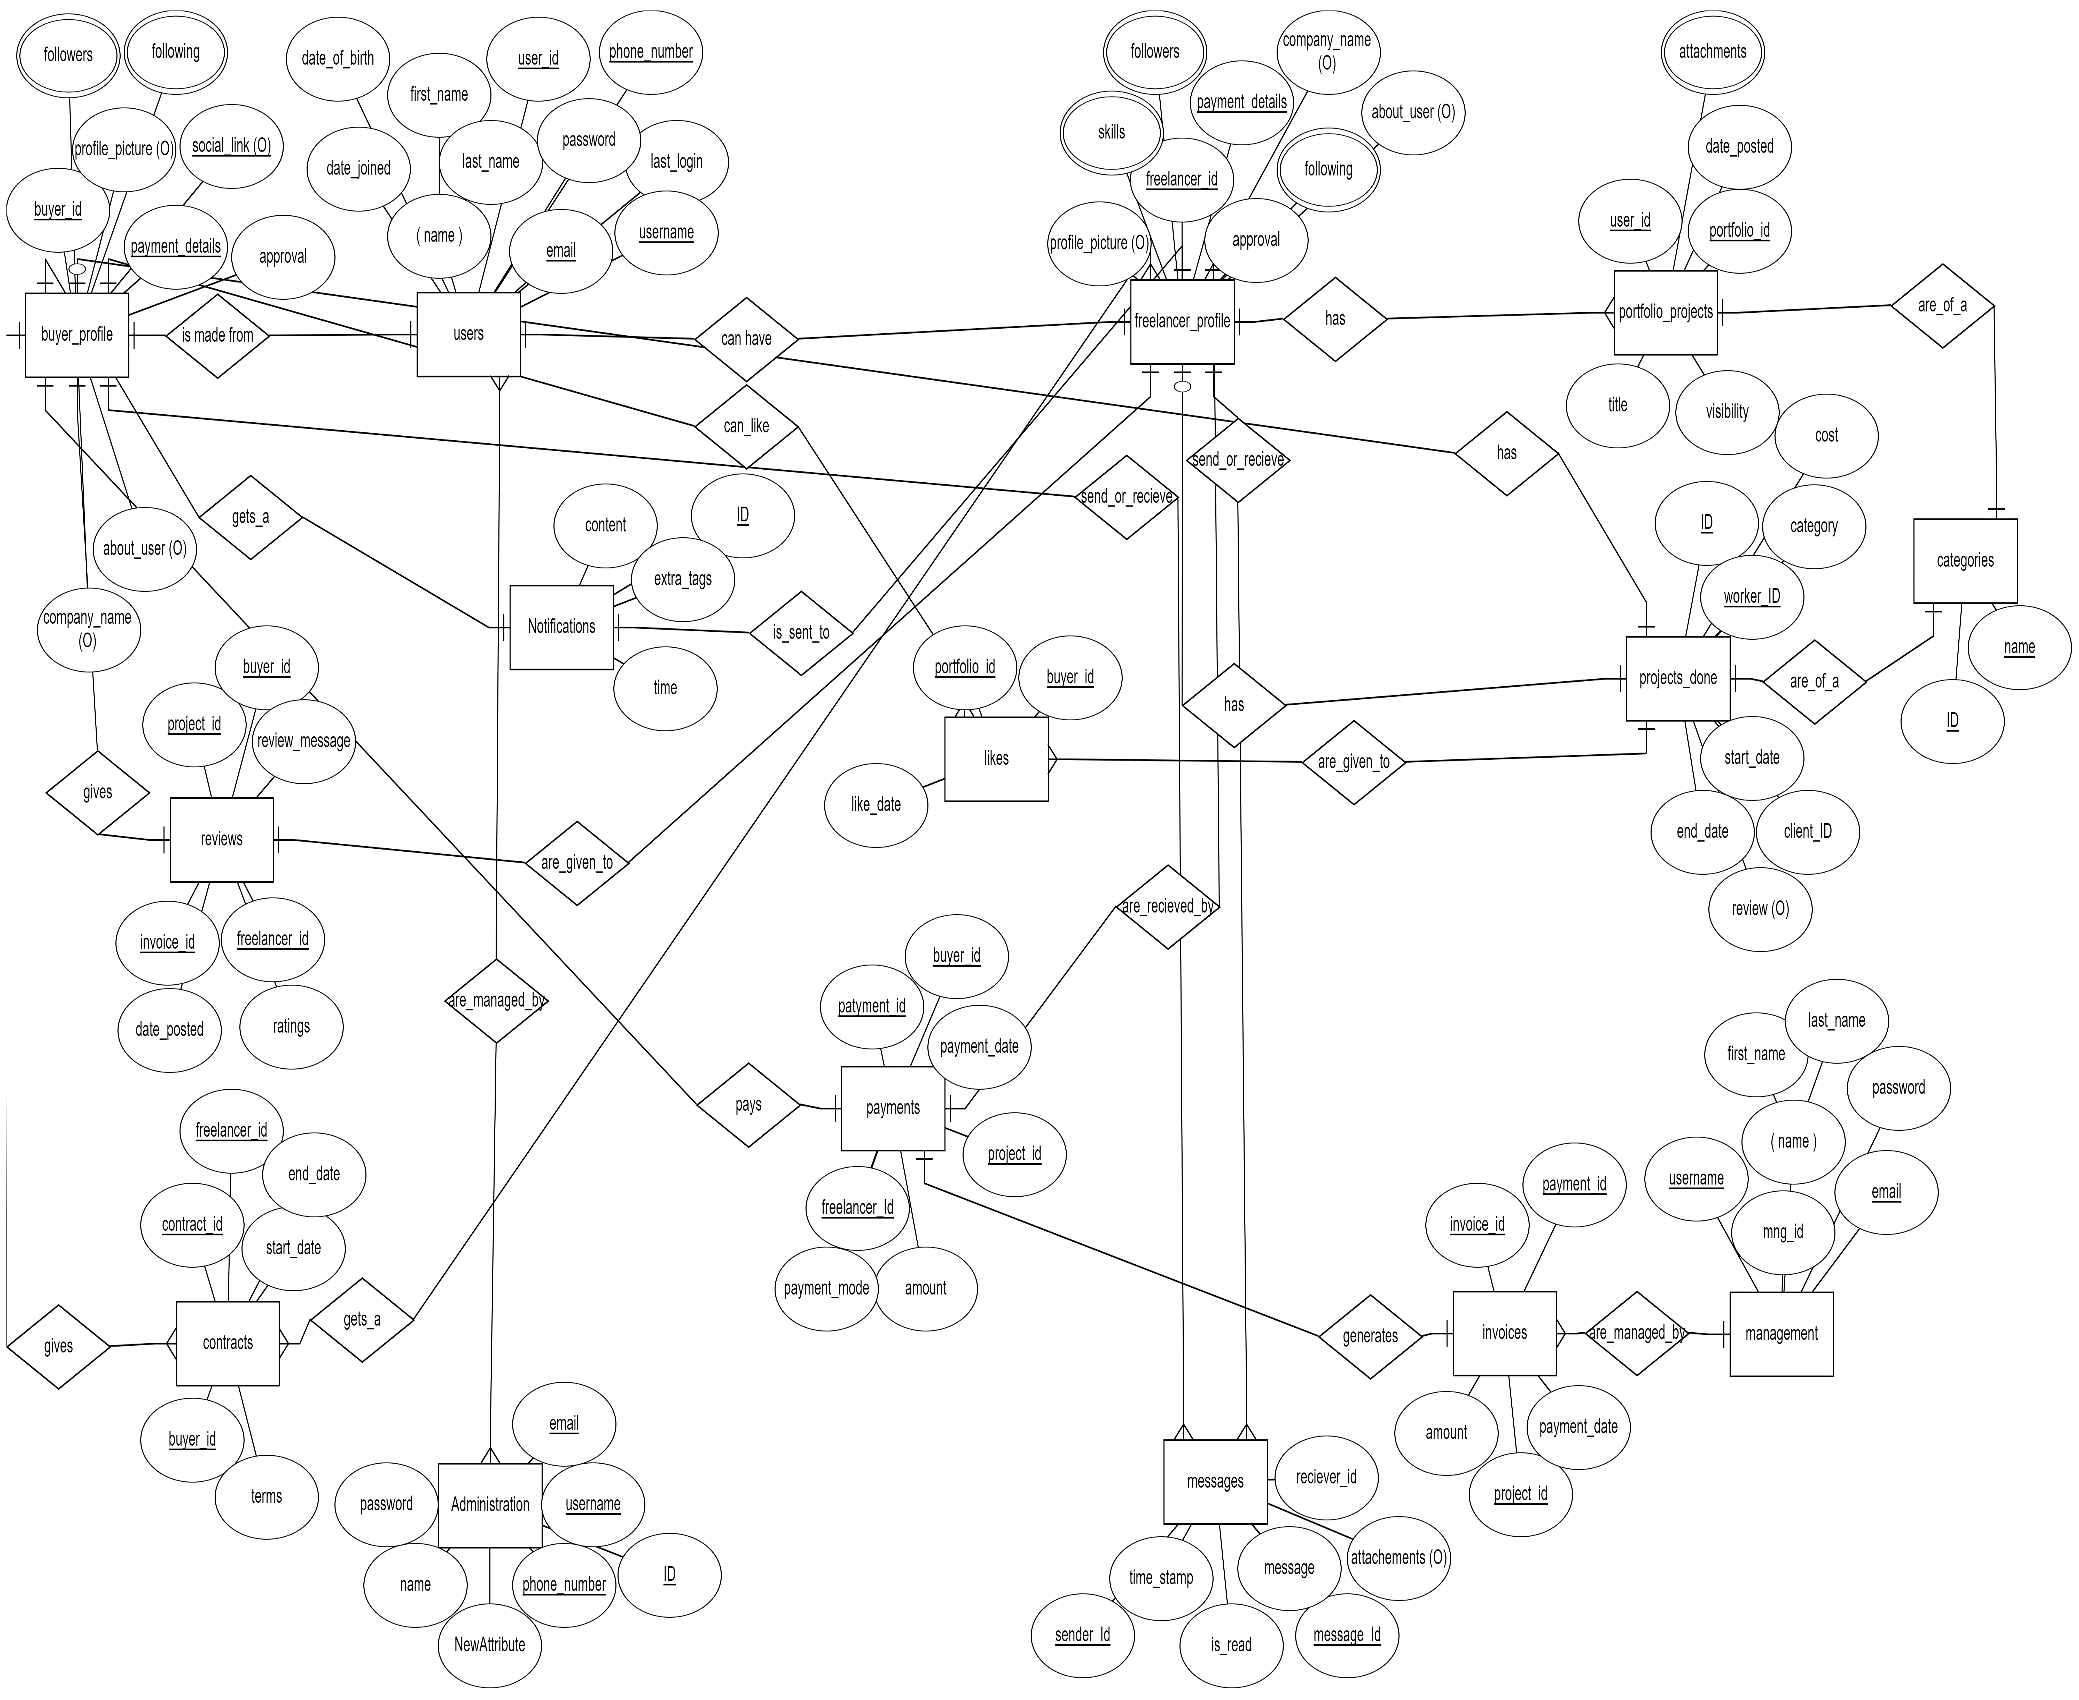 followers
following
date_of_birth
first_name
user_id
phone_number
followers
company_name
(O)
attachments
profile_picture (O)
social_link (O)
date_joined
last_name
password
last_login
skills
payment_details
about_user (O)
date_posted
buyer_id
payment_details
approval
( name )
email
username
profile_picture (O)
freelancer_id
approval
following
user_id
portfolio_id
buyer_profile
is made from
users
can have
freelancer_profile
has
portfolio_projects
are_of_a
can_like
title
visibility
cost
gets_a
content
ID
send_or_recieve
send_or_recieve
has
ID
category
about_user (O)
extra_tags
worker_ID
categories
company_name
(O)
Notifications
is_sent_to
name
buyer_id
time
portfolio_id
buyer_id
has
projects_done
are_of_a
ID
project_id
review_message
likes
are_given_to
start_date
gives
like_date
end_date
client_ID
reviews
are_given_to
review (O)
invoice_id
freelancer_id
are_recieved_by
date_posted
ratings
are_managed_by
patyment_id
buyer_id
payment_date
first_name
last_name
password
pays
payments
project_id
( name )
freelancer_id
end_date
contract_id
start_date
freelancer_Id
payment_mode
amount
invoice_id
payment_id
username
mng_id
email
gives
contracts
gets_a
generates
invoices
are_managed_by
management
buyer_id
terms
amount
payment_date
project_id
email
password
Administration
username
name
phone_number
ID
NewAttribute
messages
reciever_id
time_stamp
message
attachements (O)
sender_Id
is_read
message_Id